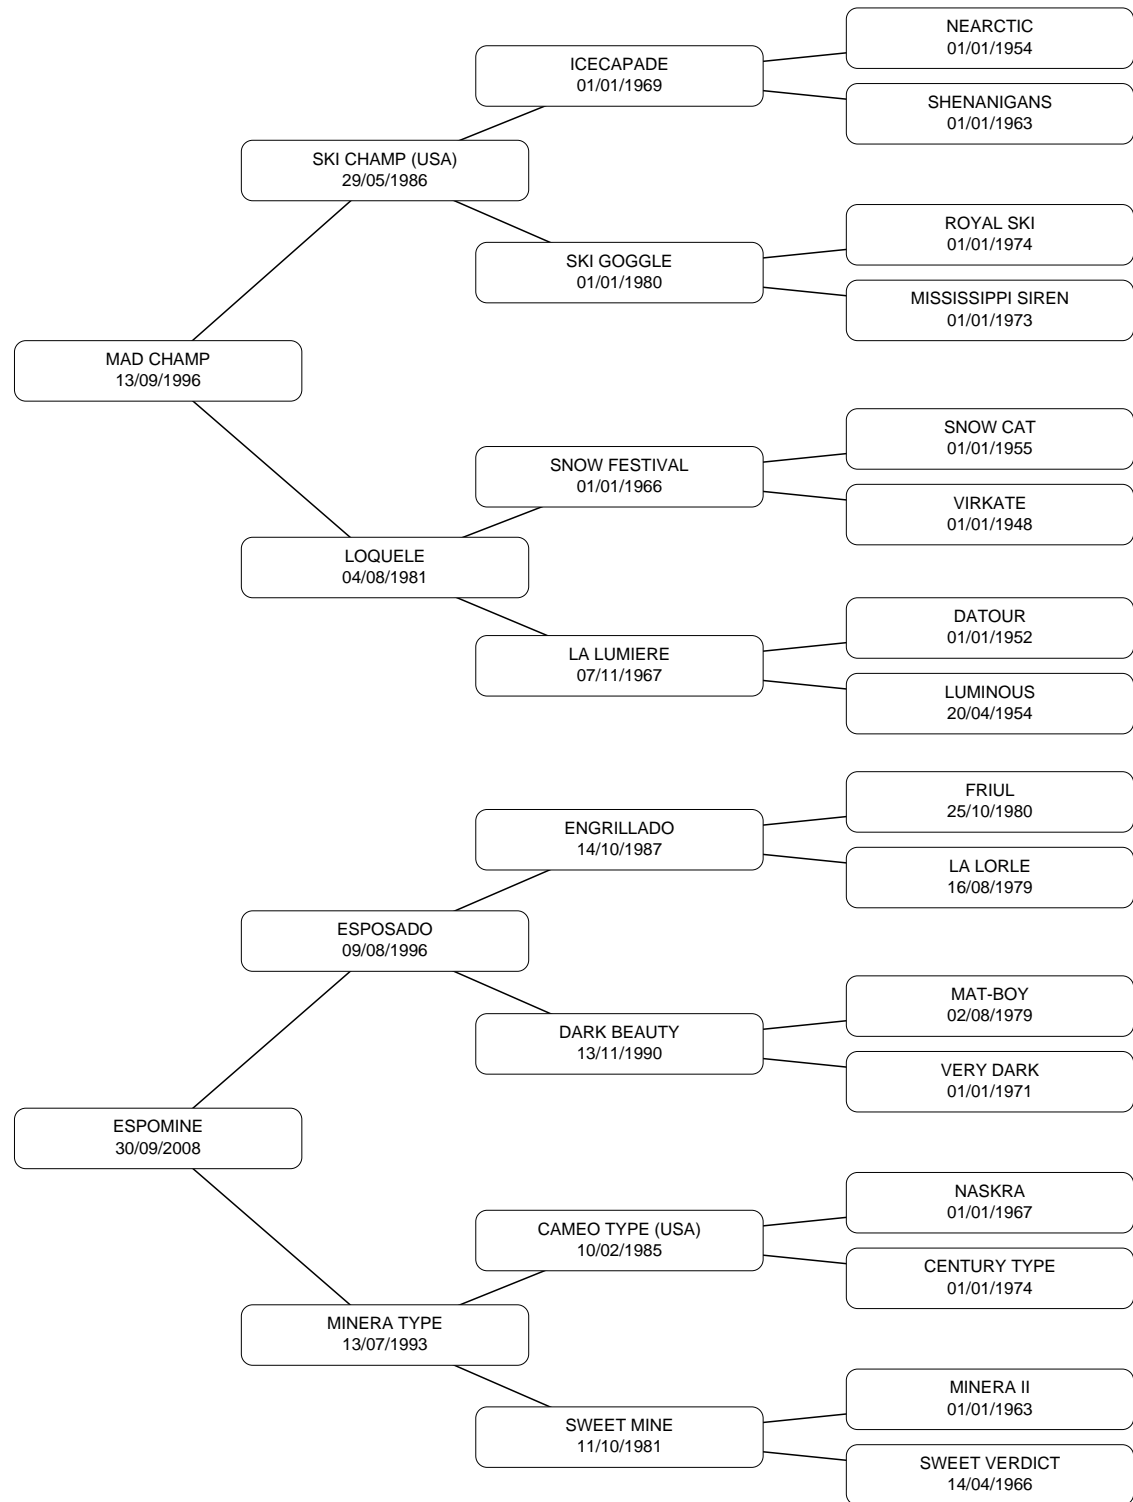 NEARCTIC
01/01/1954
ICECAPADE
01/01/1969
SHENANIGANS
01/01/1963
SKI CHAMP (USA)
29/05/1986
ROYAL SKI
01/01/1974
SKI GOGGLE
01/01/1980
MISSISSIPPI SIREN
01/01/1973
MAD CHAMP
13/09/1996
SNOW CAT
01/01/1955
SNOW FESTIVAL
01/01/1966
VIRKATE
01/01/1948
LOQUELE
04/08/1981
DATOUR
01/01/1952
LA LUMIERE
07/11/1967
LUMINOUS
20/04/1954
FRIUL
25/10/1980
ENGRILLADO
14/10/1987
LA LORLE
16/08/1979
ESPOSADO
09/08/1996
MAT-BOY
02/08/1979
DARK BEAUTY
13/11/1990
VERY DARK
01/01/1971
ESPOMINE
30/09/2008
NASKRA
01/01/1967
CAMEO TYPE (USA)
10/02/1985
CENTURY TYPE
01/01/1974
MINERA TYPE
13/07/1993
MINERA II
01/01/1963
SWEET MINE
11/10/1981
SWEET VERDICT
14/04/1966